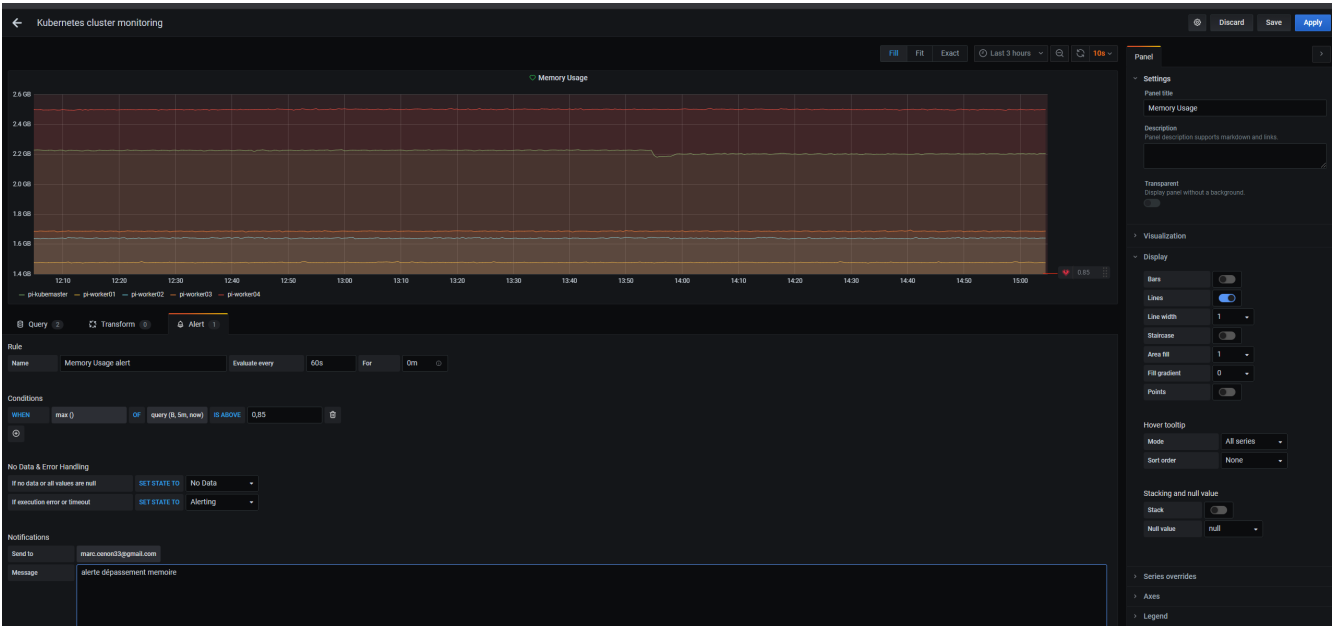 Kubernetes cluster monitoring
Discard Save Apply
Fill Fit Exact Last 3 hours 10s
Memory Usage
2.6 GB
2.4 GB
2.2 GB
2.0 GB
1.8 GB
1.6 GB
1.4 GB
12:10 12:20 12:30 12:40 12:50 13:00 13:10 13:20 13:30 13:40 13:50 14:00 14:10 14:20 14:30 14:40 14:50 15:00
0.85
pi-kubemaster pi-worker01 pi-worker02 pi-worker03 pi-worker04
Query 2 Transform 0 Alert 1
Rule
Name Memory Usage alert Evaluate every 60s For 0m
Conditions
WHEN max () OF query (B, 5m, now) IS ABOVE 0,85
No Data & Error Handling
If no data or all values are null SET STATE TO No Data
If execution error or timeout SET STATE TO Alerting
Notifications
Send to marc.cenon33@gmail.com
Message alerte dépassement memoire
Panel
Settings
Panel title
Memory Usage
Description
Panel description supports markdown and links.
Transparent
Display panel without a background.
Visualization
Display
Bars
Lines
Line width 1
Staircase
Area fill 1
Fill gradient 0
Points
Hover tooltip
Mode All series
Sort order None
Stacking and null value
Stack
Null value null
Series overrides
Axes
Legend